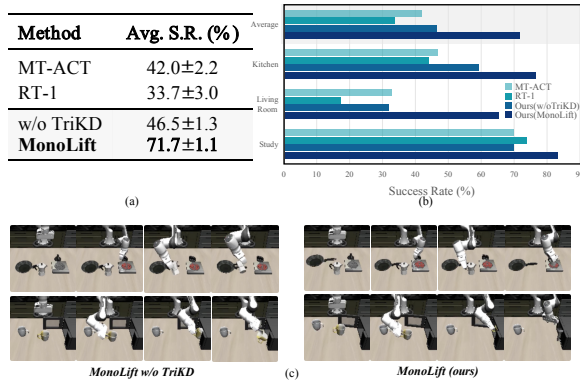 Method Avg. S.R. (%)
MT-ACT 42.0±2.2
RT-1 33.7±3.0
w/o TriKD 46.5±1.3
MonoLift 71.7±1.1
(a)
Average
Kitchen
Living
Room
Study
MT-ACT
RT-1
Ours(w/oTriKD)
Ours(MonoLift)
0 10 20 30 40 50 60 70 80 90
Success Rate (%)
(b)
MonoLift w/o TriKD
(c)
MonoLift (ours)